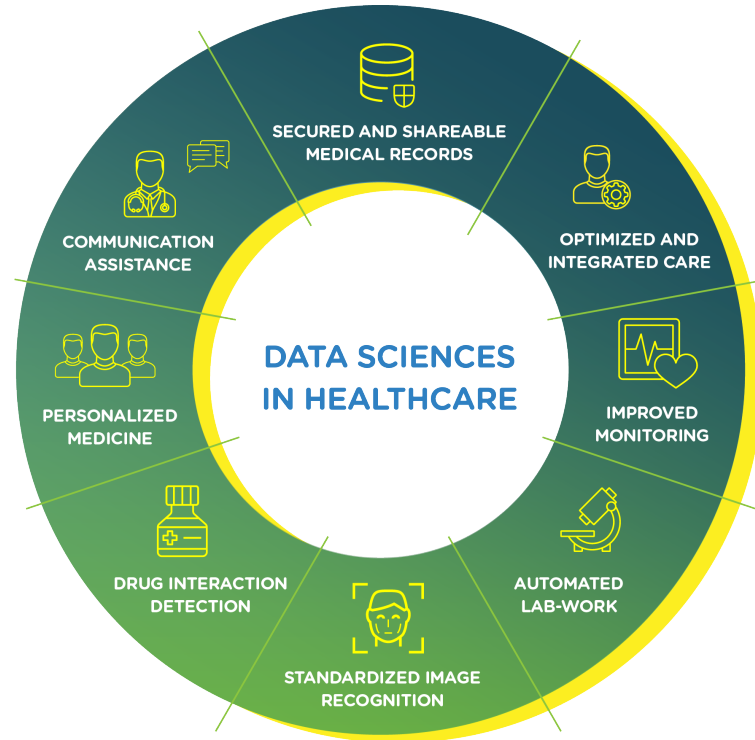 SECURED AND SHAREABLE
MEDICAL RECORDS
OPTIMIZED AND
INTEGRATED CARE
IMPROVED
MONITORING
AUTOMATED
LAB-WORK
STANDARDIZED IMAGE
RECOGNITION
DRUG INTERACTION
DETECTION
PERSONALIZED
MEDICINE
COMMUNICATION
ASSISTANCE
DATA SCIENCES
IN HEALTHCARE